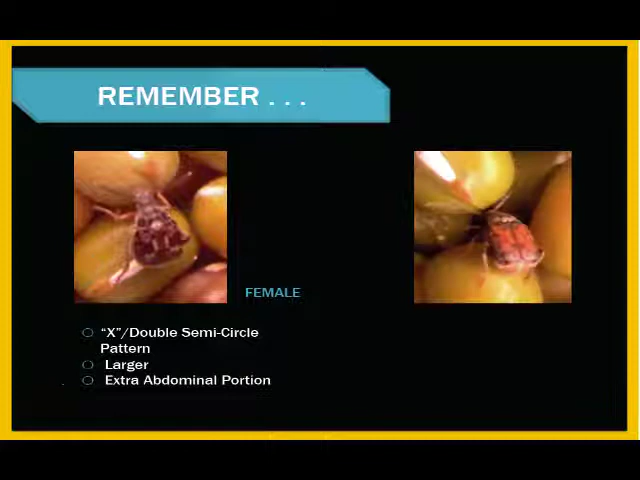 REMEMBER . . .
FEMALE
"X"/Double Semi-Circle
Pattern
Larger
Extra Abdominal Portion